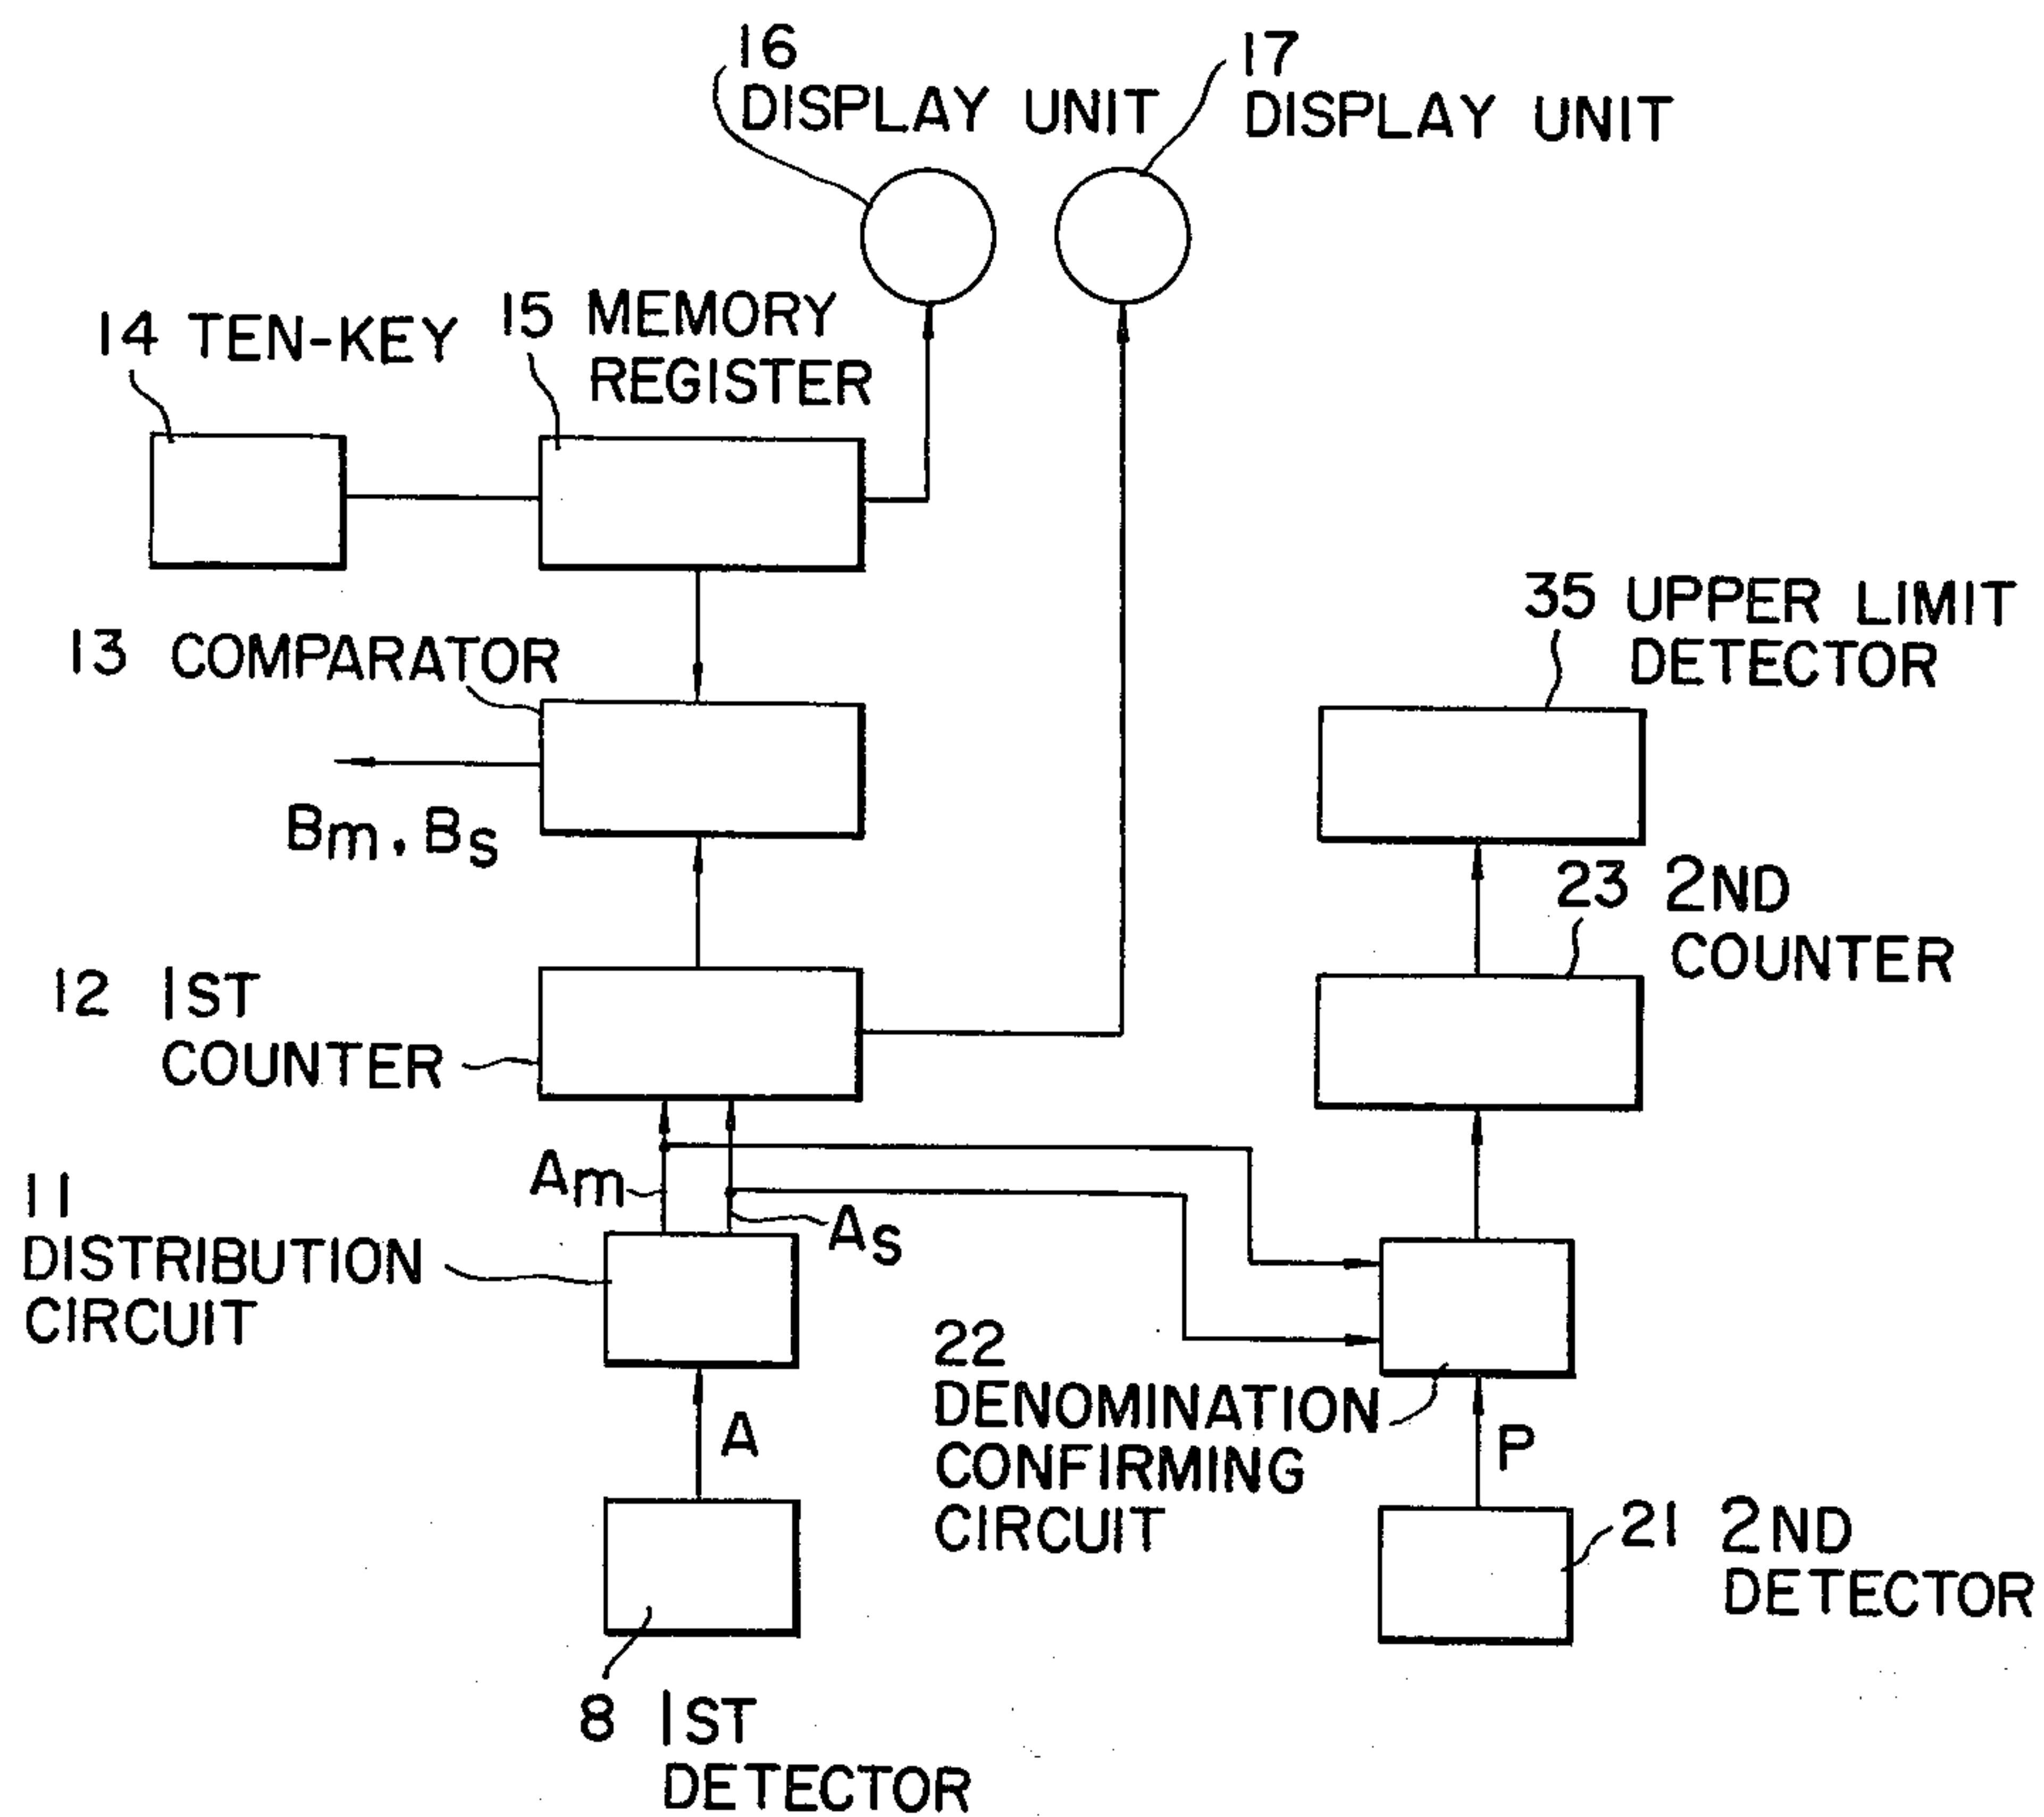 16
DISPLAY UNIT
17
DISPLAY UNIT
14 TEN-KEY
15 MEMORY
REGISTER
13 COMPARATOR
35 UPPER LIMIT
DETECTOR
Bm, Bs
23 2ND
COUNTER
12 1ST
COUNTER
Am
As
11
DISTRIBUTION
CIRCUIT
22
DENOMINATION
CONFIRMING
CIRCUIT
A
P
21 2ND
DETECTOR
8 1ST
DETECTOR